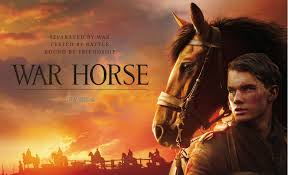 SEPARATED BY WAR
TESTED BY BATTLE
BOUND BY FRIENDSHIP
WAR HORSE